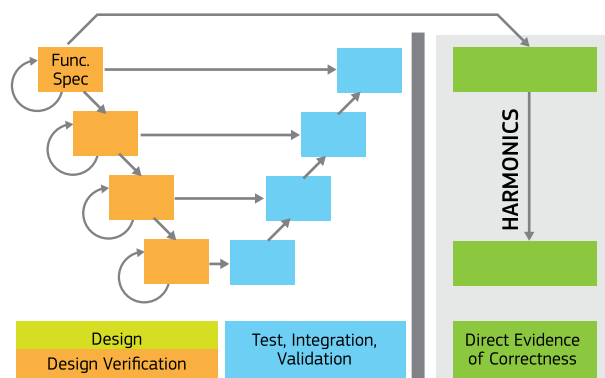 Func.
Spec
HARMONICS
Design
Design Verification
Test, Integration,
Validation
Direct Evidence
of Correctness